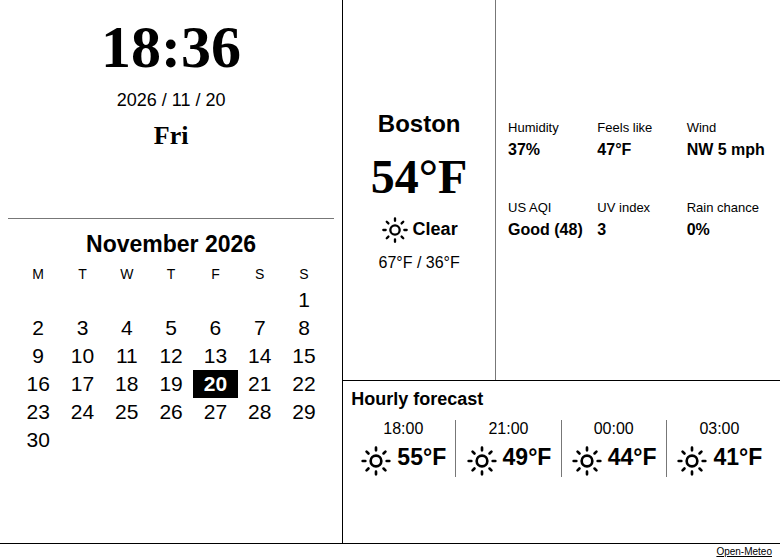 18:36
2026 / 11 / 20
Fri
November 2026
M T W T F S S
1
2 3 4 5 6 7 8
9 10 11 12 13 14 15
16 17 18 19 20 21 22
23 24 25 26 27 28 29
30
Boston
54°F
Clear
67°F / 36°F
Humidity Feels like Wind
37% 47°F NW 5 mph
US AQI UV index Rain chance
Good (48) 3 0%
Hourly forecast
18:00 21:00 00:00 03:00
55°F 49°F 44°F 41°F
Open-Meteo